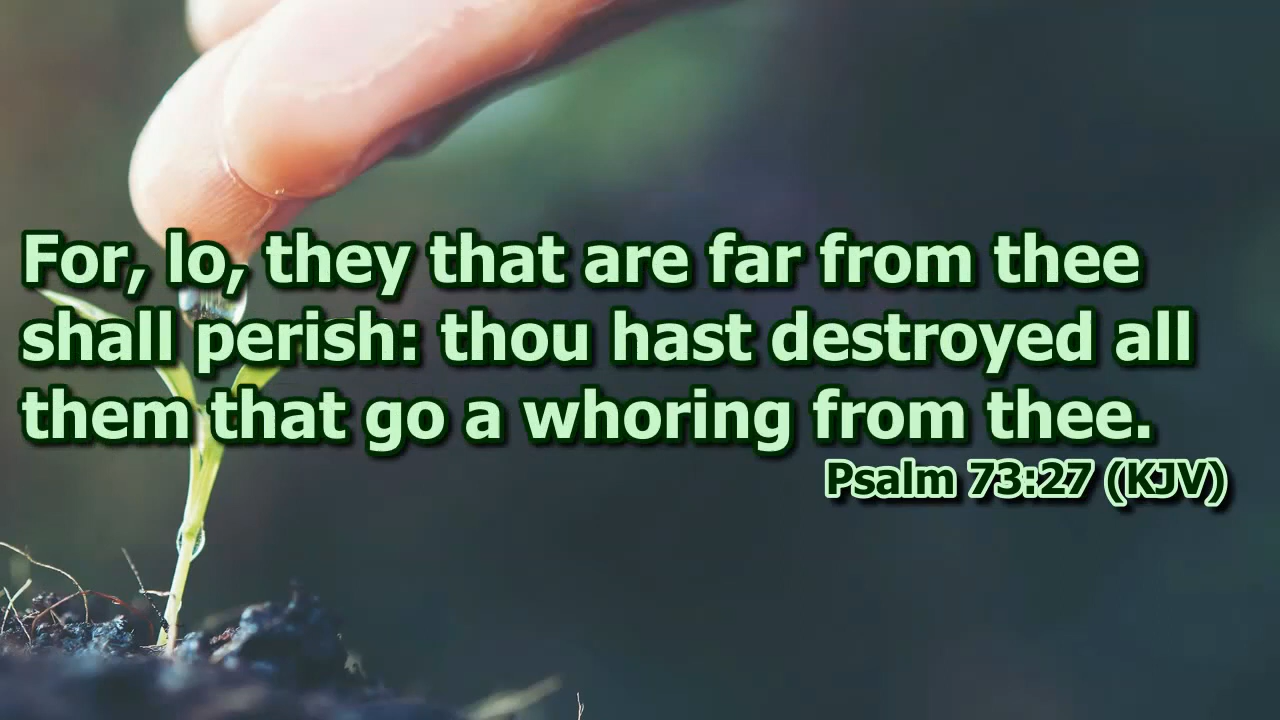 For, lo, they that are far from thee
shall perish: thou hast destroyed all
them that go a whoring from thee.
Psalm 73:27 (KJV)